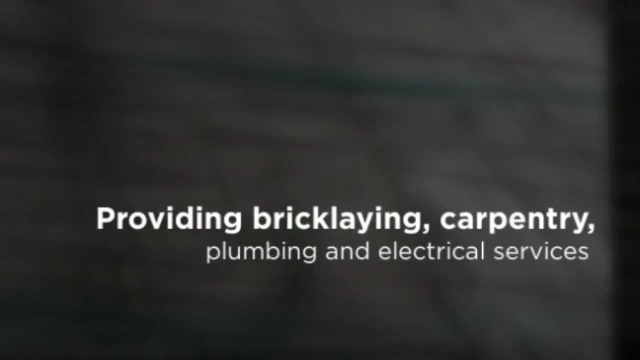 Providing bricklaying, carpentry,
plumbing and electrical services